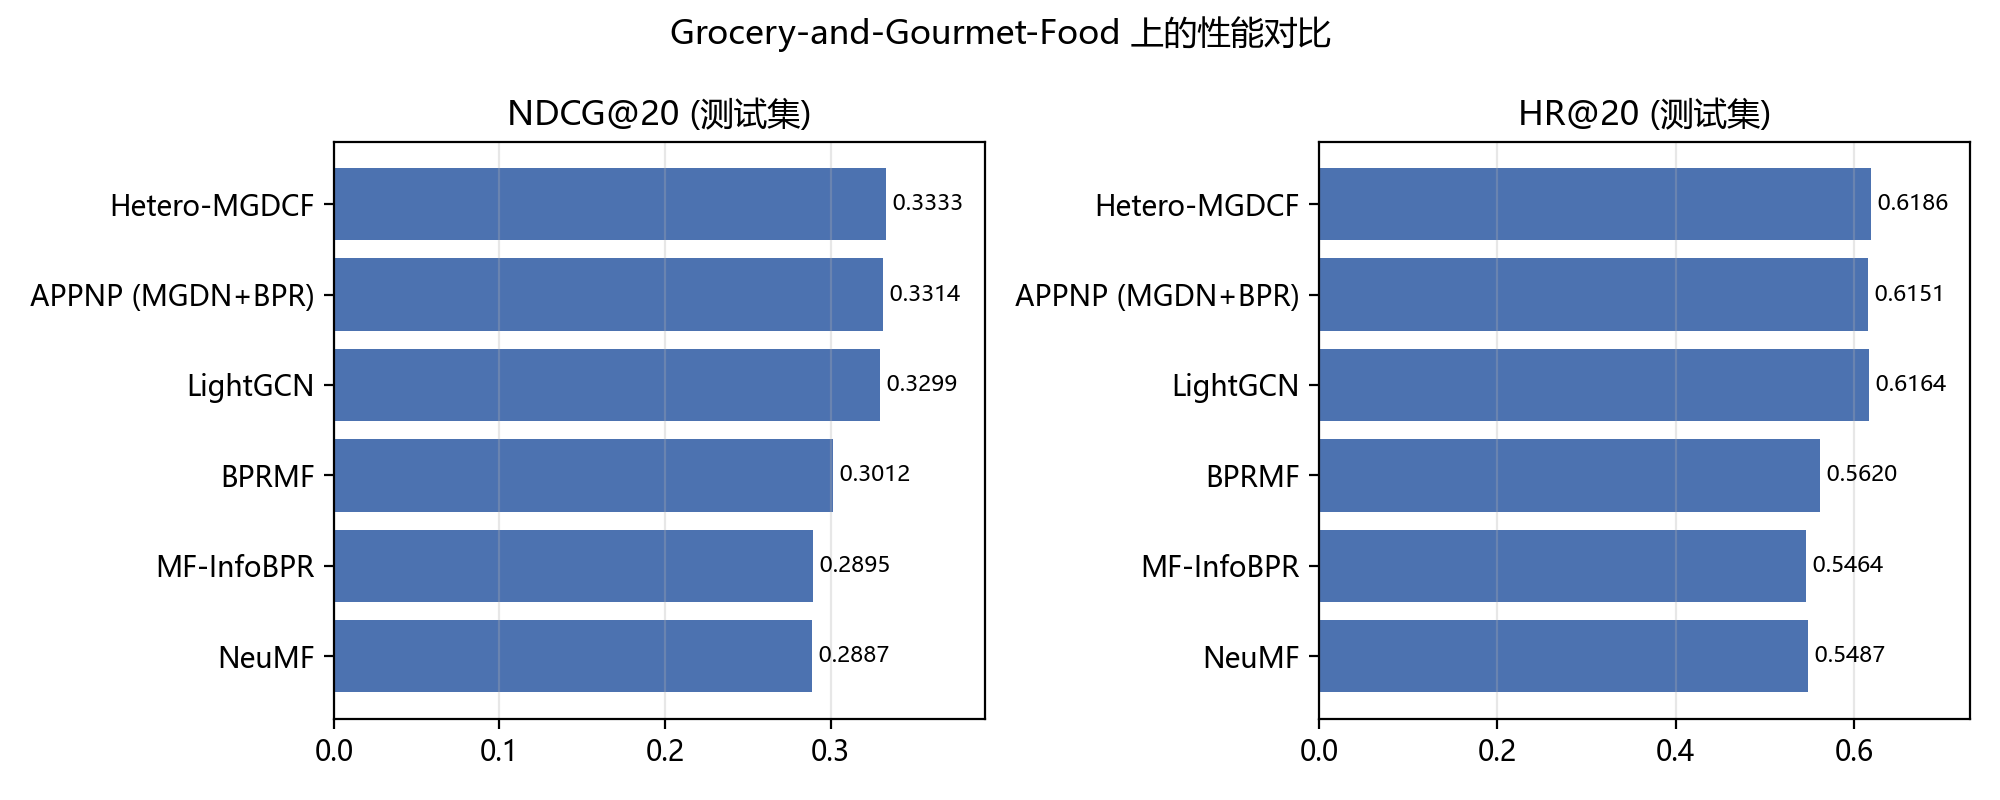 Grocery-and-Gourmet-Food 上的性能对比
NDCG@20 (测试集)
Hetero-MGDCF
0.3333
APPNP (MGDN+BPR)
0.3314
LightGCN
0.3299
BPRMF
0.3012
MF-InfoBPR
0.2895
NeuMF
0.2887
0.0 0.1 0.2 0.3
HR@20 (测试集)
Hetero-MGDCF
0.6186
APPNP (MGDN+BPR)
0.6151
LightGCN
0.6164
BPRMF
0.5620
MF-InfoBPR
0.5464
NeuMF
0.5487
0.0 0.2 0.4 0.6